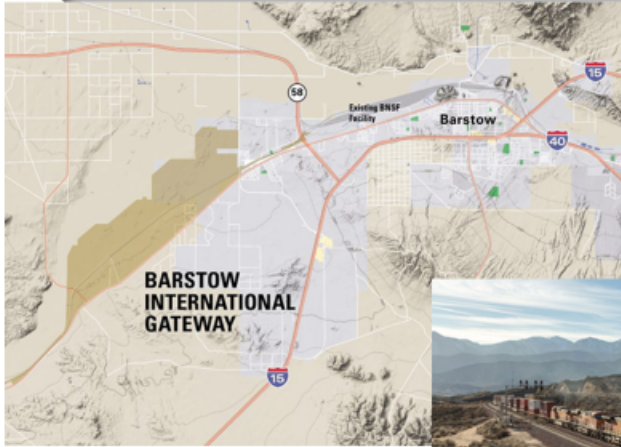 58
Existing BNSF
Facility
Barstow
15
40
BARSTOW
INTERNATIONAL
GATEWAY
15